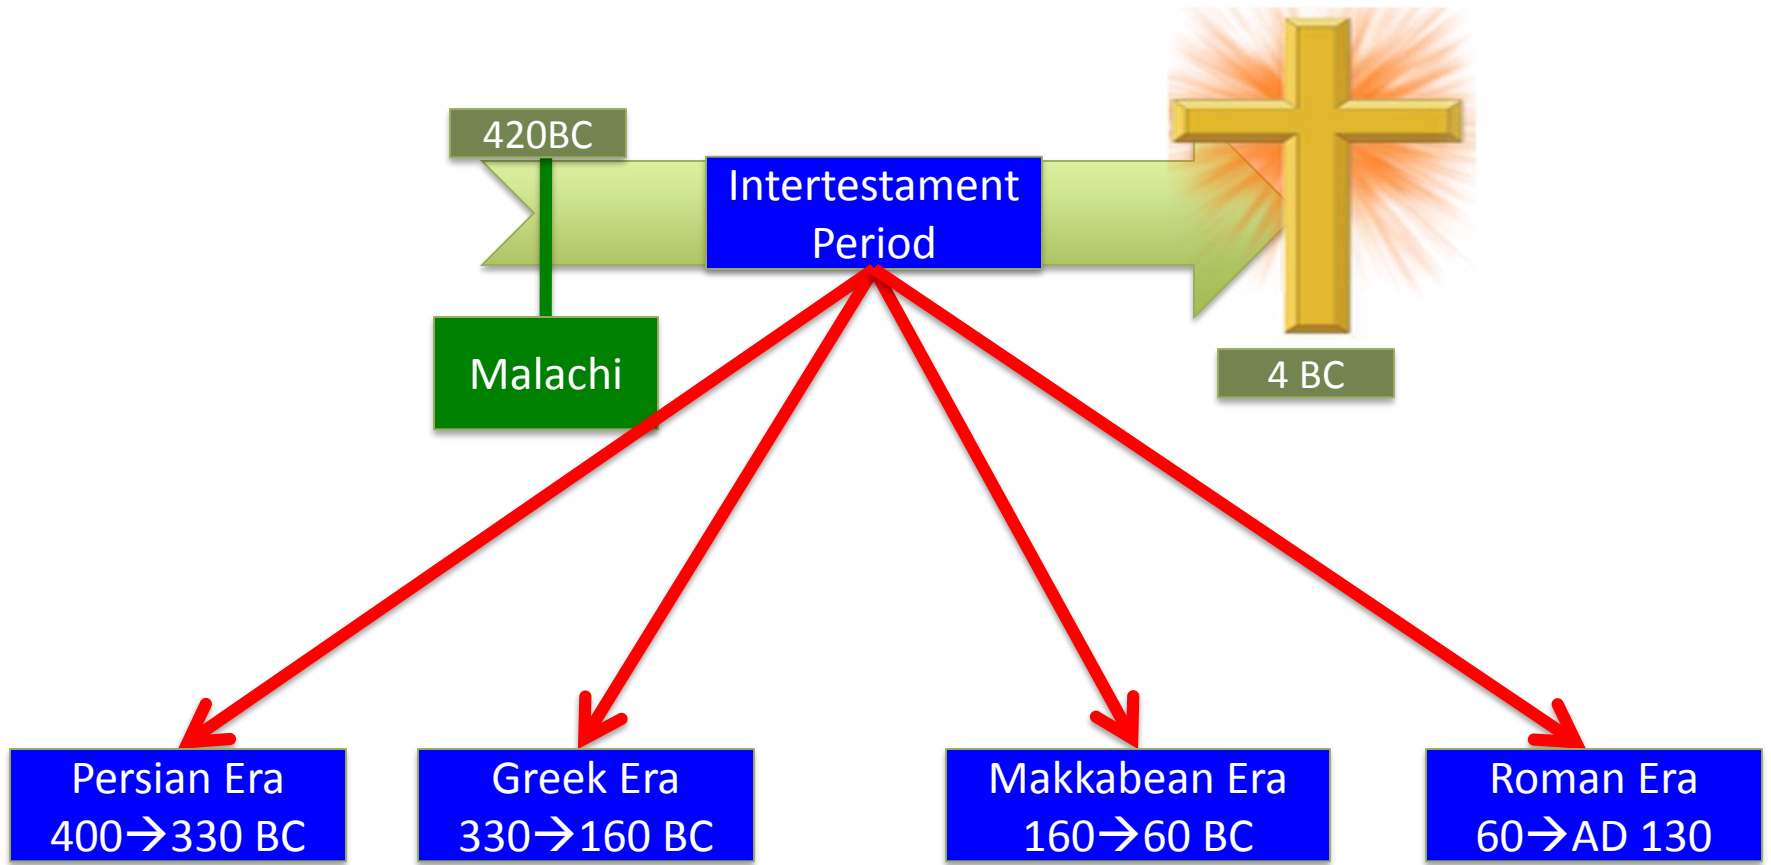 420BC
Intertestament
Period
Malachi
4 BC
Persian Era
400→330 BC
Greek Era
330→160 BC
Makkabean Era
160→60 BC
Roman Era
60→AD 130